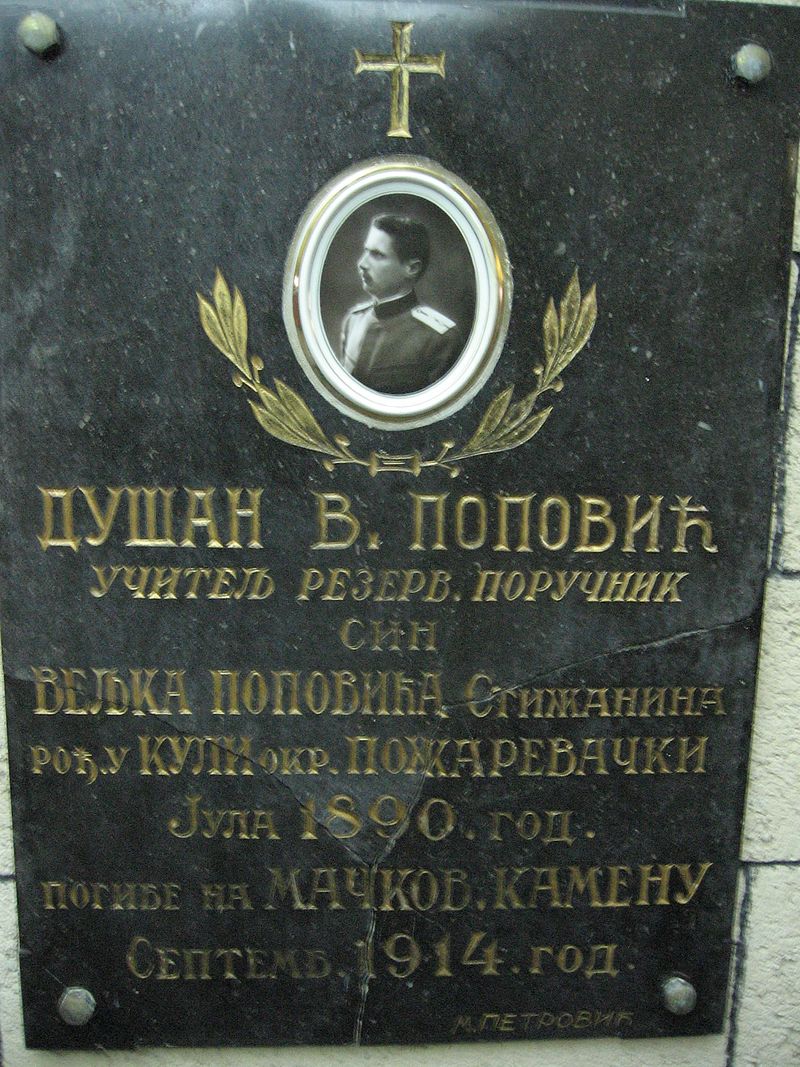 ДУШАН В. ПОПОВИЋ
УЧИТЕЉ РЕЗЕРВ. ПОРУЧНИК
СИН
ВЕЉКА ПОПОВИЋА СТИЖАНИНА
РОЂ. У КУЛИ ОКР. ПОЖАРЕВАЧКИ
ЈУЛА 1890. ГОД.
ПОГИБЕ НА МАЧКОВ. КАМЕНУ
СЕПТЕМБ. 1914. ГОД.
М. ПЕТРОВИЋ